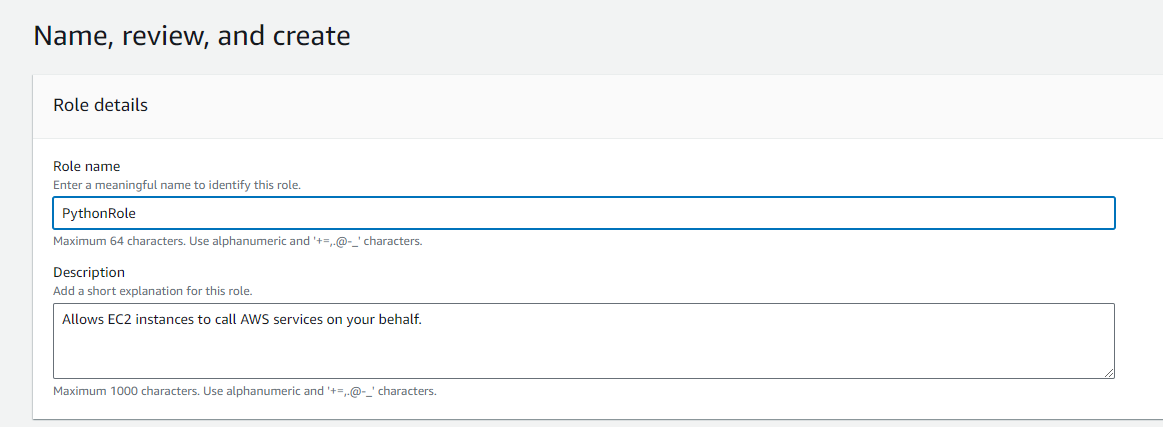 Name, review, and create
Role details
Role name
Enter a meaningful name to identify this role.
PythonRole
Maximum 64 characters. Use alphanumeric and '+=,.@-_' characters.
Description
Add a short explanation for this role.
Allows EC2 instances to call AWS services on your behalf.
Maximum 1000 characters. Use alphanumeric and '+=,.@-_' characters.